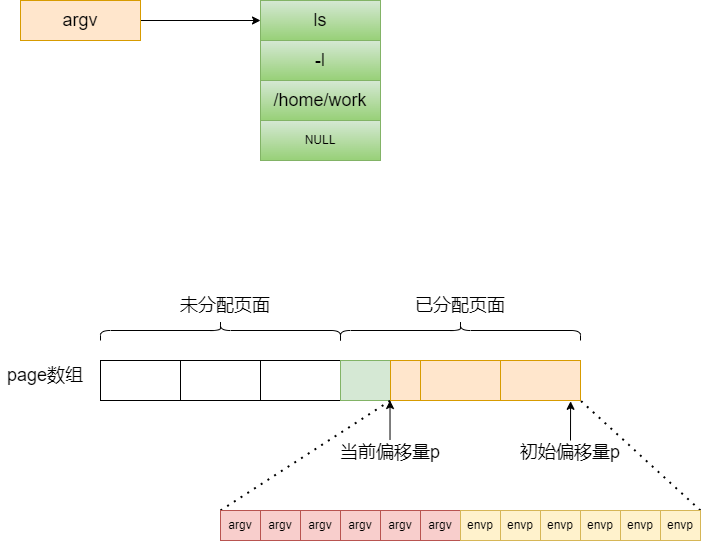 argv
ls
-l
/home/work
NULL
未分配页面
已分配页面
page数组
当前偏移量p
初始偏移量p
argv argv argv argv argv argv envp envp envp envp envp envp